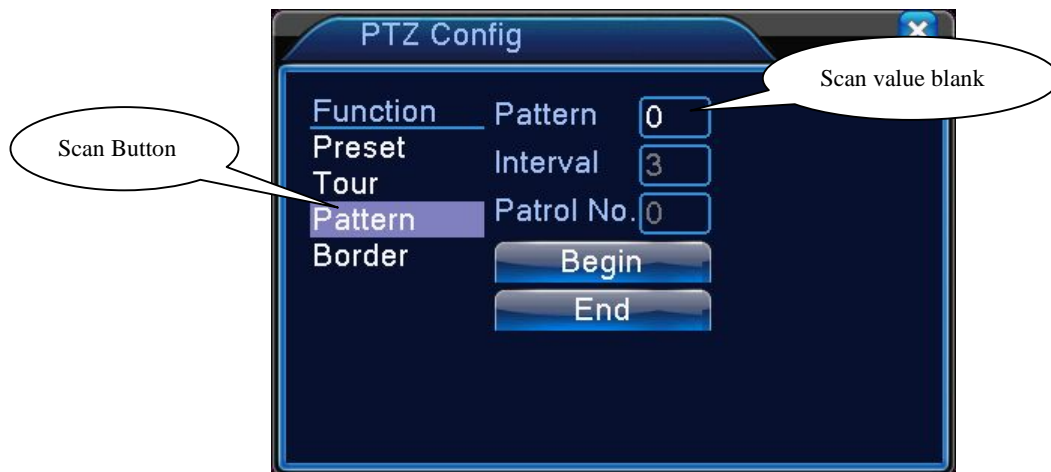 PTZ Config
Scan value blank
Scan Button
Function
Preset
Tour
Pattern
Border
Pattern 0
Interval 3
Patrol No. 0
Begin
End